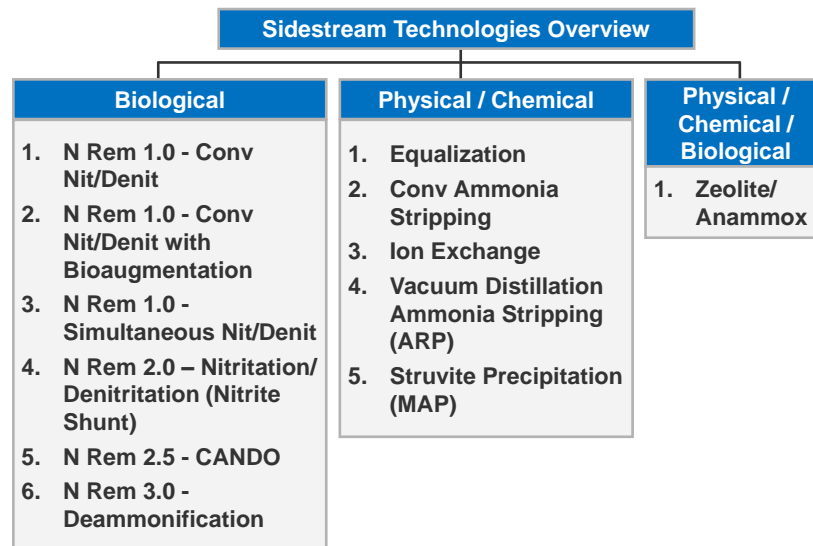 Sidestream Technologies Overview
Biological
1. N Rem 1.0 - Conv
Nit/Denit
2. N Rem 1.0 - Conv
Nit/Denit with
Bioaugmentation
3. N Rem 1.0 -
Simultaneous Nit/Denit
4. N Rem 2.0 – Nitritation/
Denitritation (Nitrite
Shunt)
5. N Rem 2.5 - CANDO
6. N Rem 3.0 -
Deammonification
Physical / Chemical
1. Equalization
2. Conv Ammonia
Stripping
3. Ion Exchange
4. Vacuum Distillation
Ammonia Stripping
(ARP)
5. Struvite Precipitation
(MAP)
Physical /
Chemical /
Biological
1. Zeolite/
Anammox